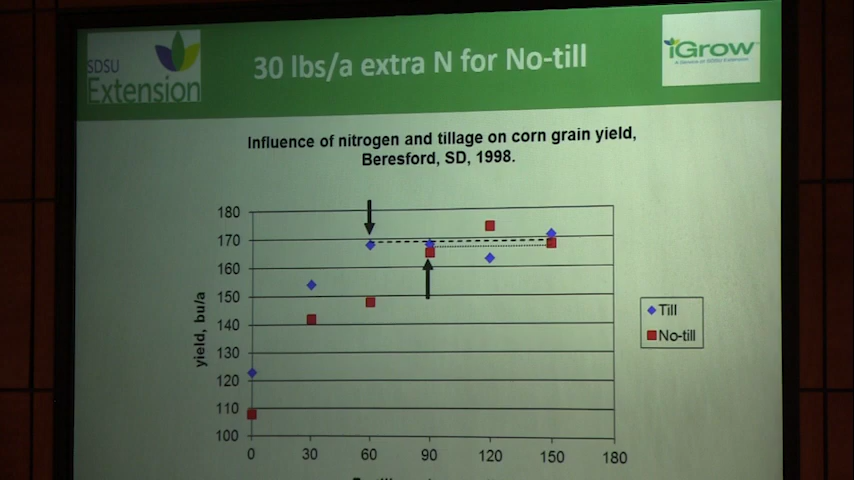 SDSU
Extension
30 lbs/a extra N for No-till
iGrow
Influence of nitrogen and tillage on corn grain yield,
Beresford, SD, 1998.
180
170
160
150
140
130
120
110
100
yield, bu/a
0 30 60 90 120 150 180
Till
No-till